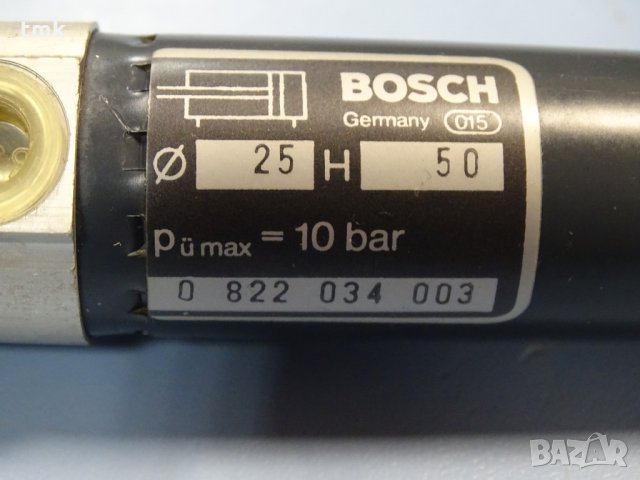 tmk
BOSCH
Germany 015
Ø 25 H 50
pü max = 10 bar
0 822 034 003
BAZAR